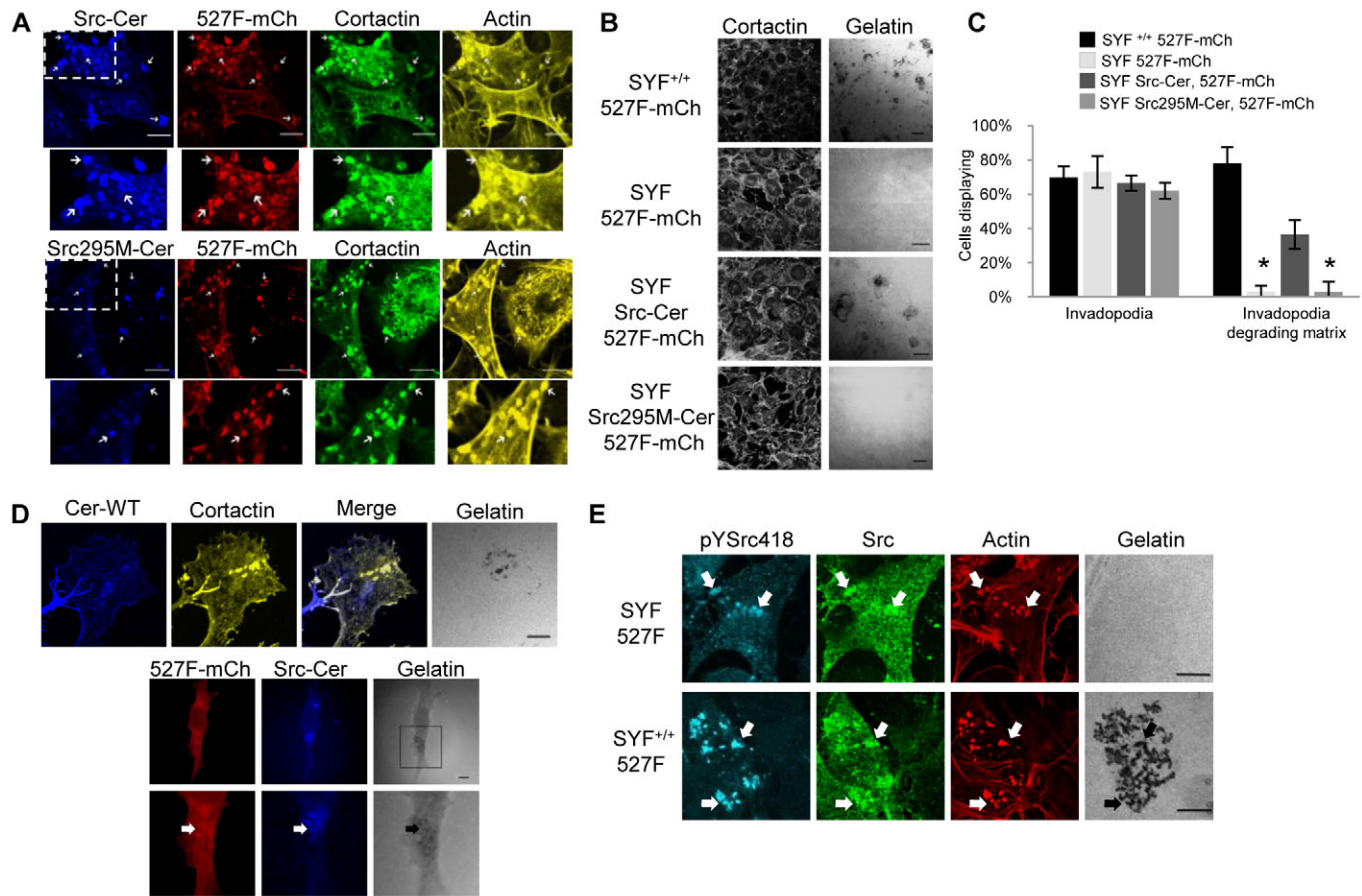 A
Src-Cer 527F-mCh Cortactin Actin
Src295M-Cer 527F-mCh Cortactin Actin
B
Cortactin Gelatin
SYF+/+
527F-mCh
SYF
527F-mCh
SYF
Src-Cer
527F-mCh
SYF
Src295M-Cer
527F-mCh
C
SYF +/+ 527F-mCh
SYF 527F-mCh
SYF Src-Cer, 527F-mCh
SYF Src295M-Cer, 527F-mCh
Cells displaying
100%
80%
60%
40%
20%
0%
* *
Invadopodia
Invadopodia
degrading matrix
D
Cer-WT Cortactin Merge Gelatin
527F-mCh Src-Cer Gelatin
E
pYSrc418 Src Actin Gelatin
SYF
527F
SYF+/+
527F